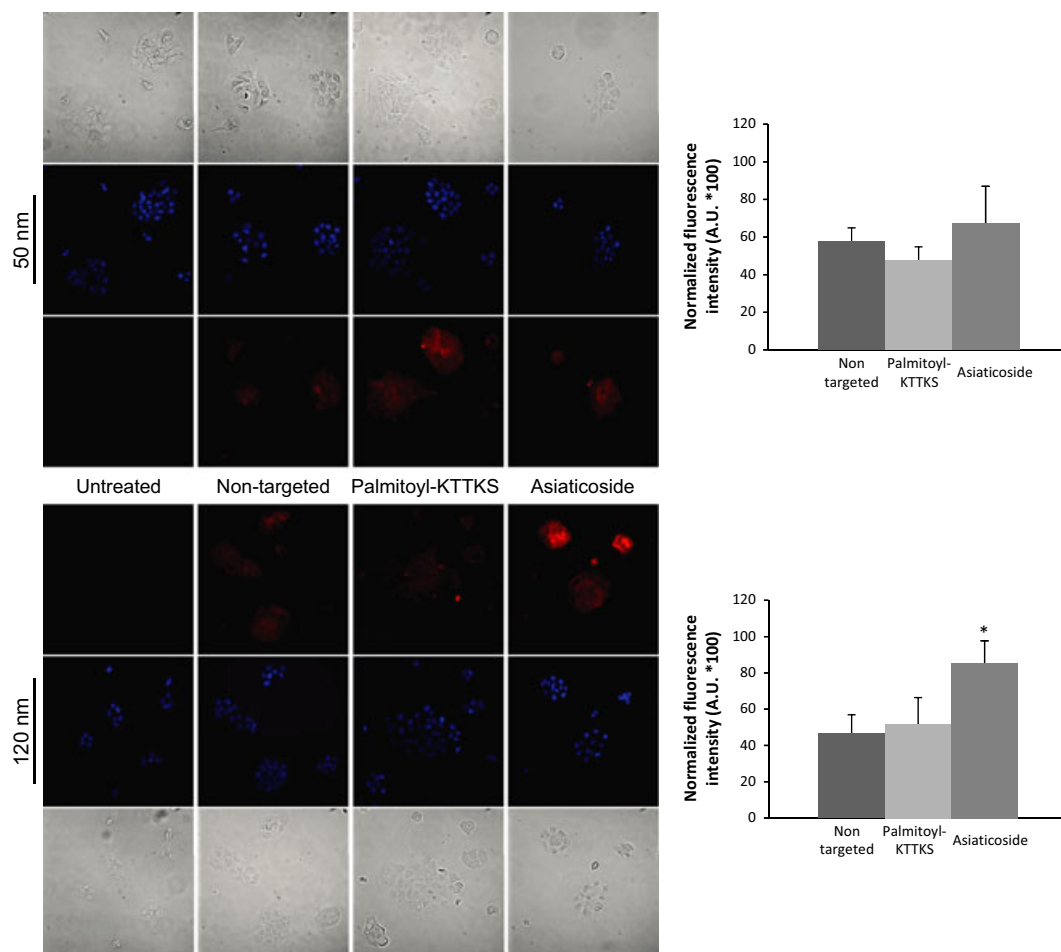 50 nm
Untreated
Non-targeted
Palmitoyl-KTTKS
Asiaticoside
120 nm
Normalized fluorescence
intensity (A.U. *100)
120
100
80
60
40
20
0
Non
targeted
Palmitoyl-
KTTKS
Asiaticoside
Normalized fluorescence
intensity (A.U. *100)
120
100
80
60
40
20
0
*
Non
targeted
Palmitoyl-
KTTKS
Asiaticoside